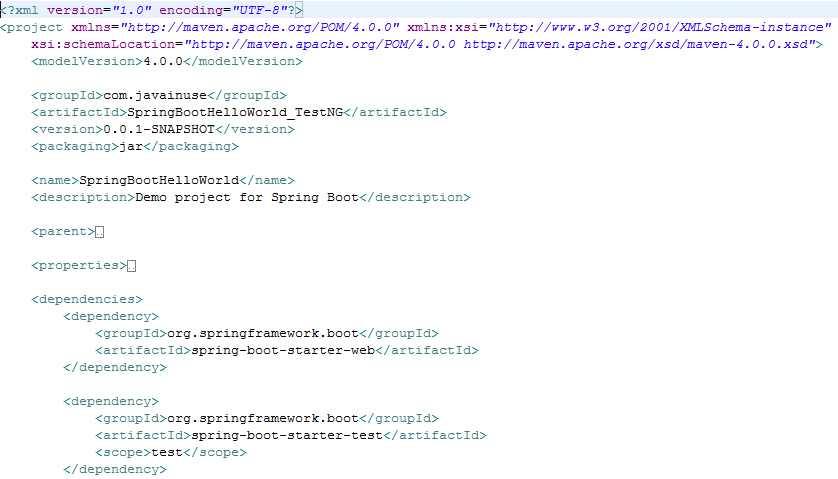 <?xml version="1.0" encoding="UTF-8"?>
<project xmlns="http://maven.apache.org/POM/4.0.0" xmlns:xsi="http://www.w3.org/2001/XMLSchema-instance"
    xsi:schemaLocation="http://maven.apache.org/POM/4.0.0 http://maven.apache.org/xsd/maven-4.0.0.xsd">
    <modelVersion>4.0.0</modelVersion>

    <groupId>com.javainuse</groupId>
    <artifactId>SpringBootHelloWorld_TestNG</artifactId>
    <version>0.0.1-SNAPSHOT</version>
    <packaging>jar</packaging>

    <name>SpringBootHelloWorld</name>
    <description>Demo project for Spring Boot</description>

    <parent>..

    <properties>..

    <dependencies>
        <dependency>
            <groupId>org.springframework.boot</groupId>
            <artifactId>spring-boot-starter-web</artifactId>
        </dependency>

        <dependency>
            <groupId>org.springframework.boot</groupId>
            <artifactId>spring-boot-starter-test</artifactId>
            <scope>test</scope>
        </dependency>